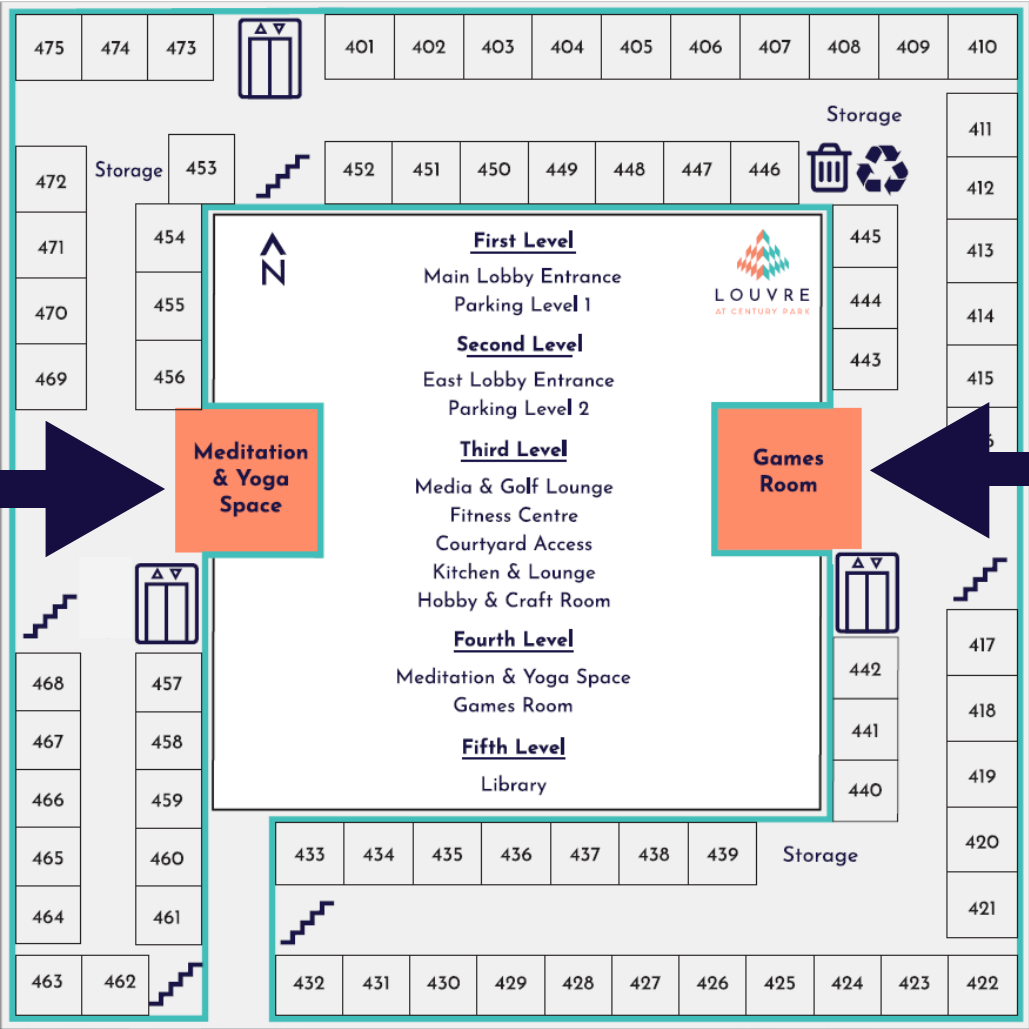 475 474 473 401 402 403 404 405 406 407 408 409 410
Storage
411
472 Storage 453 452 451 450 449 448 447 446
412
471 454 445 413
N
First Level
Main Lobby Entrance
Parking Level 1
LOUVRE
AT CENTURY PARK
470 455 444 414
Second Level
East Lobby Entrance
Parking Level 2
469 456 443 415
Meditation
& Yoga
Space
Third Level
Media & Golf Lounge
Fitness Centre
Courtyard Access
Kitchen & Lounge
Hobby & Craft Room
Games
Room
Fourth Level
Meditation & Yoga Space
Games Room
Fifth Level
Library
468 457 442 417
467 458 441 418
466 459 440 419
465 460 433 434 435 436 437 438 439 Storage 420
464 461 421
463 462 432 431 430 429 428 427 426 425 424 423 422